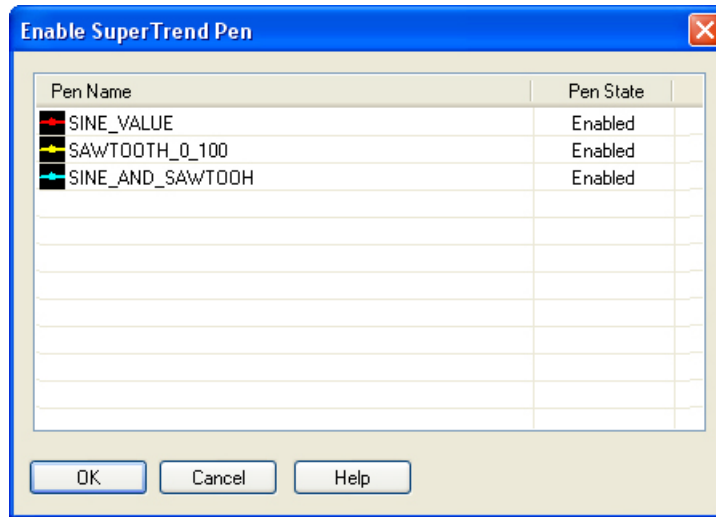 Enable SuperTrend Pen
Pen Name Pen State
SINE_VALUE Enabled
SAWTOOTH_0_100 Enabled
SINE_AND_SAWTOOH Enabled
OK Cancel Help